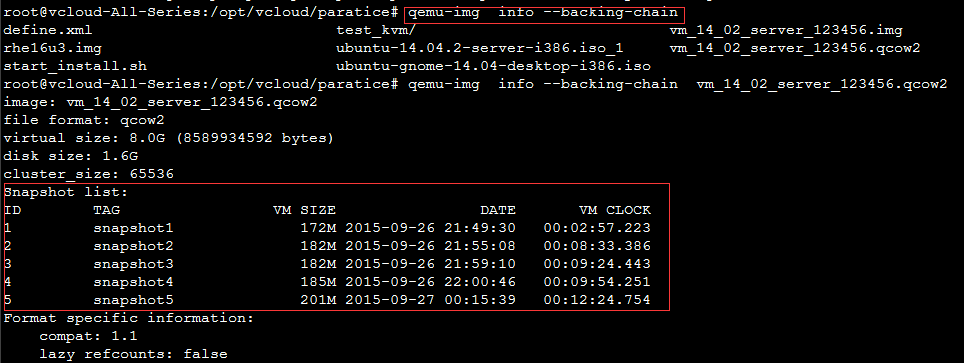 root@vcloud-All-Series:/opt/vcloud/paratice# qemu-img  info --backing-chain
define.xml                              test_kvm/                               vm_14_02_server_123456.img
rhe16u3.img                             ubuntu-14.04.2-server-i386.iso_1        vm_14_02_server_123456.qcow2
start_install.sh                        ubuntu-gnome-14.04-desktop-i386.iso
root@vcloud-All-Series:/opt/vcloud/paratice# qemu-img  info --backing-chain  vm_14_02_server_123456.qcow2
image: vm_14_02_server_123456.qcow2
file format: qcow2
virtual size: 8.0G (8589934592 bytes)
disk size: 1.6G
cluster_size: 65536
Snapshot list:
ID        TAG                 VM SIZE                DATE       VM CLOCK
1         snapshot1              172M 2015-09-26 21:49:30   00:02:57.223
2         snapshot2              182M 2015-09-26 21:55:08   00:08:33.386
3         snapshot3              182M 2015-09-26 21:59:10   00:09:24.443
4         snapshot4              185M 2015-09-26 22:00:46   00:09:54.251
5         snapshot5              201M 2015-09-27 00:15:39   00:12:24.754
Format specific information:
    compat: 1.1
    lazy refcounts: false